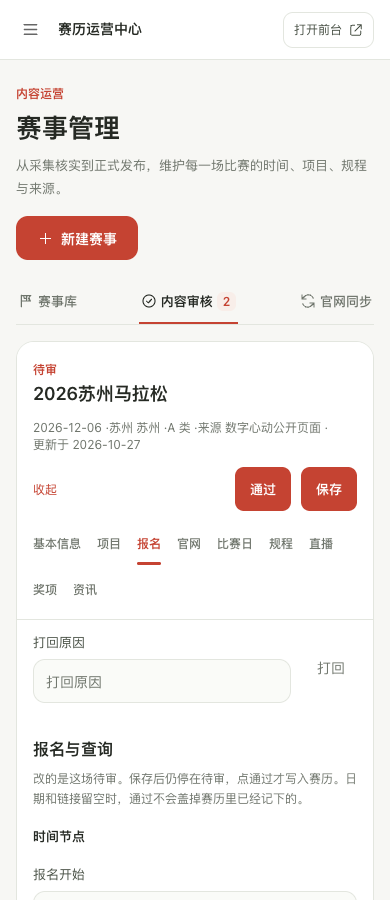 赛历运营中心
打开前台
内容运营
赛事管理
从采集核实到正式发布，维护每一场比赛的时间、项目、规程
与来源。
新建赛事
赛事库
内容审核 2
官网同步
待审
2026苏州马拉松
2026-12-06 ·苏州 苏州 ·A 类 ·来源 数字心动公开页面 ·
更新于 2026-10-27
收起
通过
保存
基本信息 项目 报名 官网 比赛日 规程 直播
奖项 资讯
打回原因
打回原因
打回
报名与查询
改的是这场待审。保存后仍停在待审，点通过才写入赛历。日
期和链接留空时，通过不会盖掉赛历里已经记下的。
时间节点
报名开始